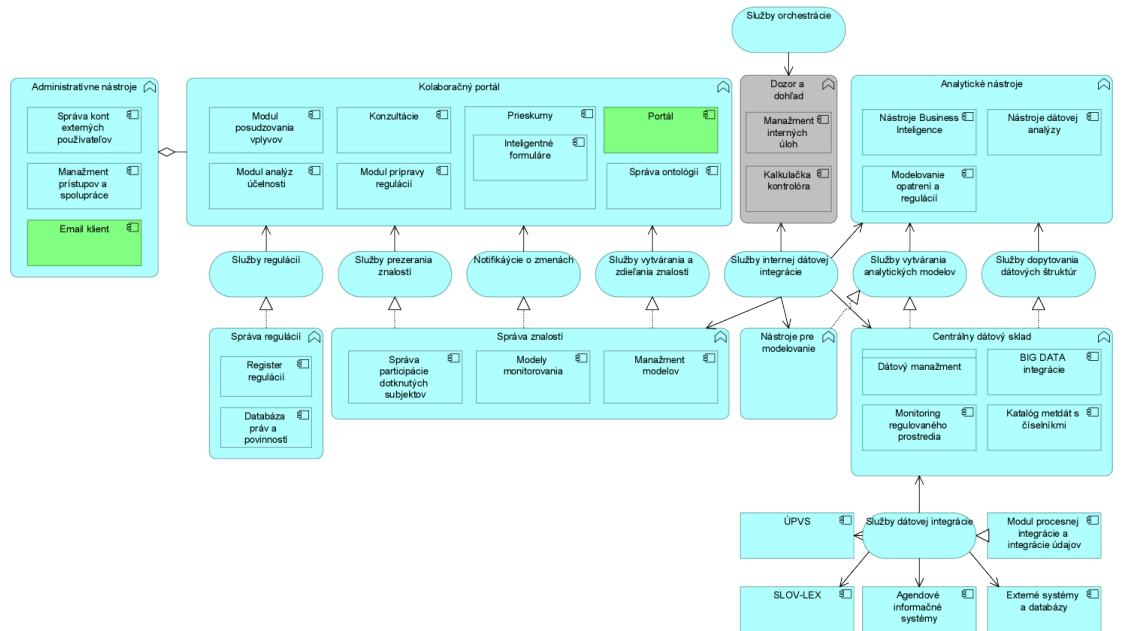 Služby orchestrácie
Administratívne nástroje
Správa kont
externých
používateľov
Manažment
prístupov a
spolupráce
Email klient
Kolaboračný portál
Modul
posudzovania
vplyvov
Konzultácie
Prieskumy
Inteligentné
formuláre
Portál
Modul analýz
účelnosti
Modul prípravy
regulácií
Správa ontológií
Dozor a
dohľad
Manažment
interných
úloh
Kalkulačka
kontrolóra
Analytické nástroje
Nástroje Business
Inteligence
Nástroje dátovej
analýzy
Modelovanie
opatrení a
regulácií
Služby regulácií
Služby prezerania
znalostí
Notifikáýcie o zmenách
Služby vytvárania a
zdieľania znalostí
Služby internej dátovej
integrácie
Služby vytvárania
analytických modelov
Služby dopytovania
dátových štruktúr
Správa regulácií
Register
regulácií
Databáza
práv a
povinností
Správa znalostí
Správa
participácie
dotknutých
subjektov
Modely
monitorovania
Manažment
modelov
Nástroje pre
modelovanie
Centrálny dátový sklad
Dátový manažment
BIG DATA
integrácie
Monitoring
regulovaného
prostredia
Katalóg metdát s
číselníkmi
ÚPVS
Služby dátovej integrácie
Modul procesnej
integrácie a
integrácie údajov
SLOV-LEX
Agendové
informačné
systémy
Externé systémy
a databázy